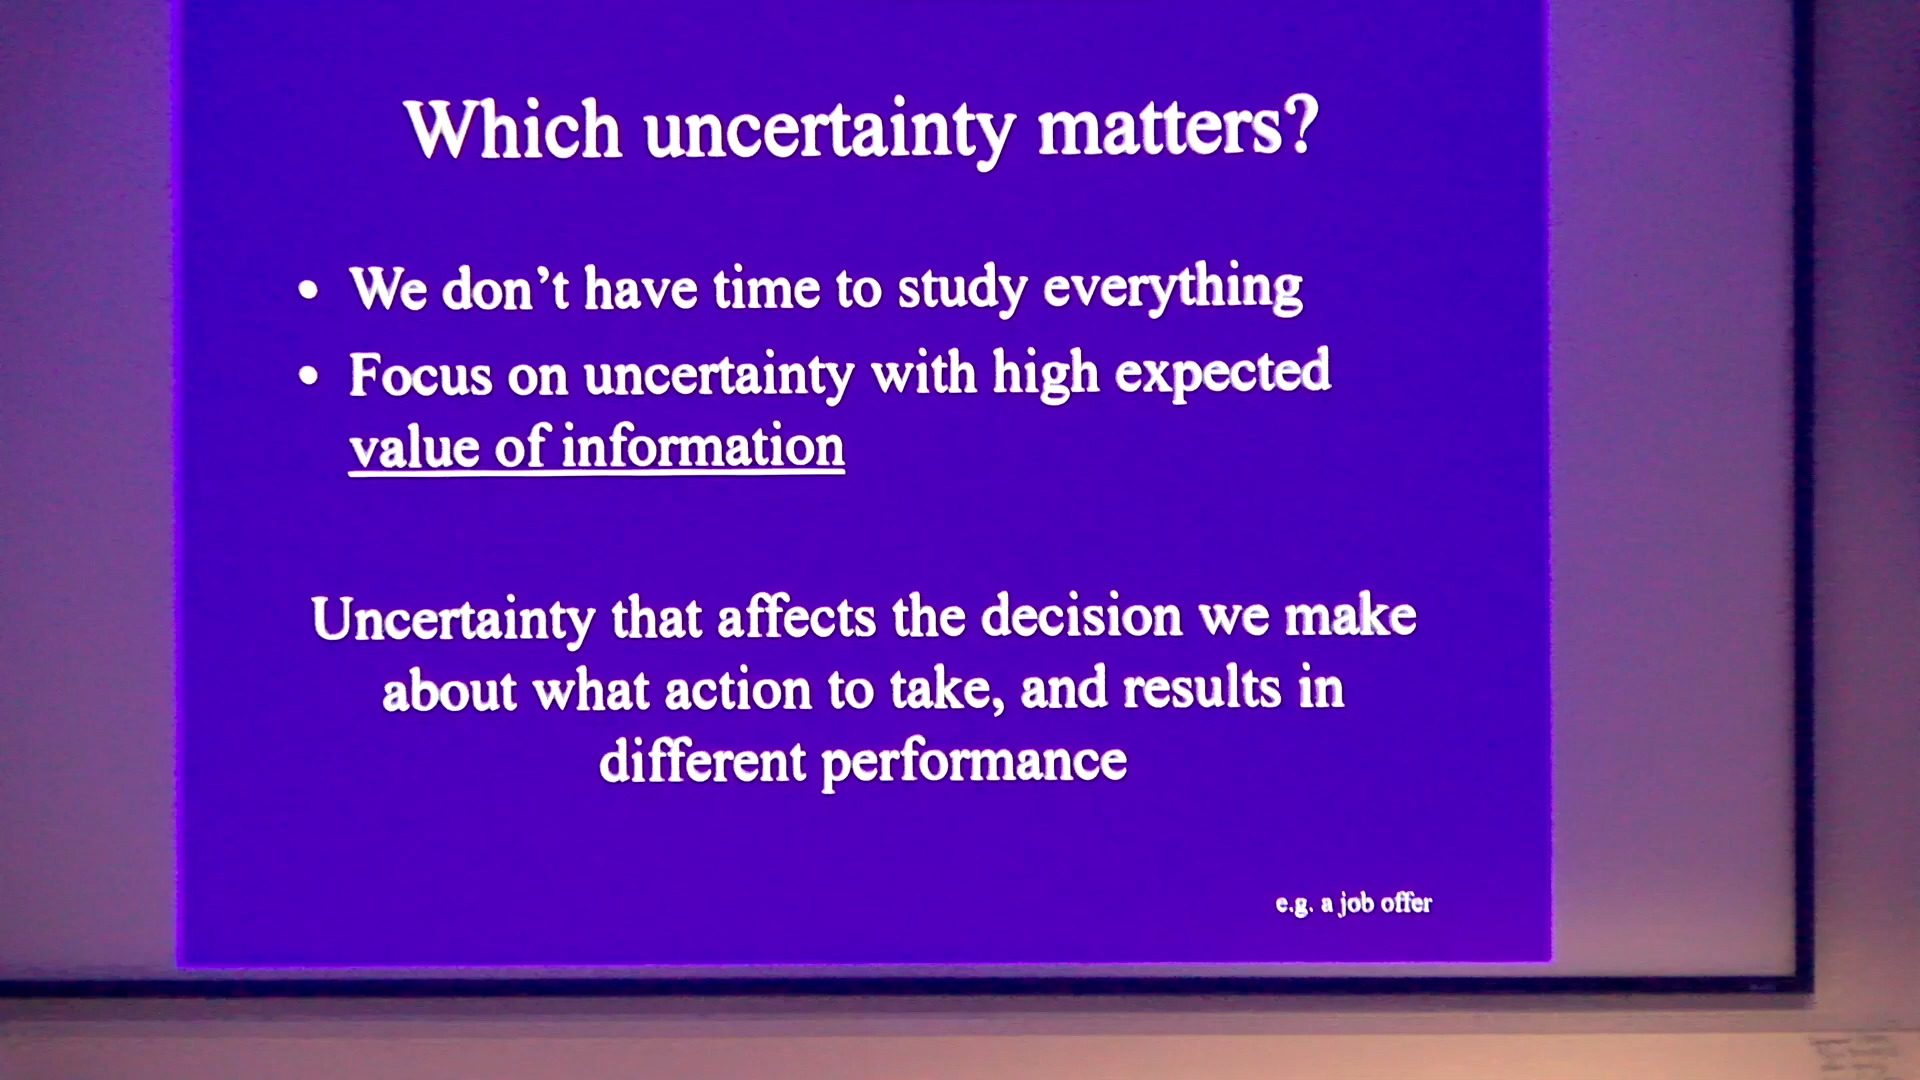 Which uncertainty matters?
• We don’t have time to study everything
• Focus on uncertainty with high expected
value of information
Uncertainty that affects the decision we make
about what action to take, and results in
different performance
e.g. a job offer